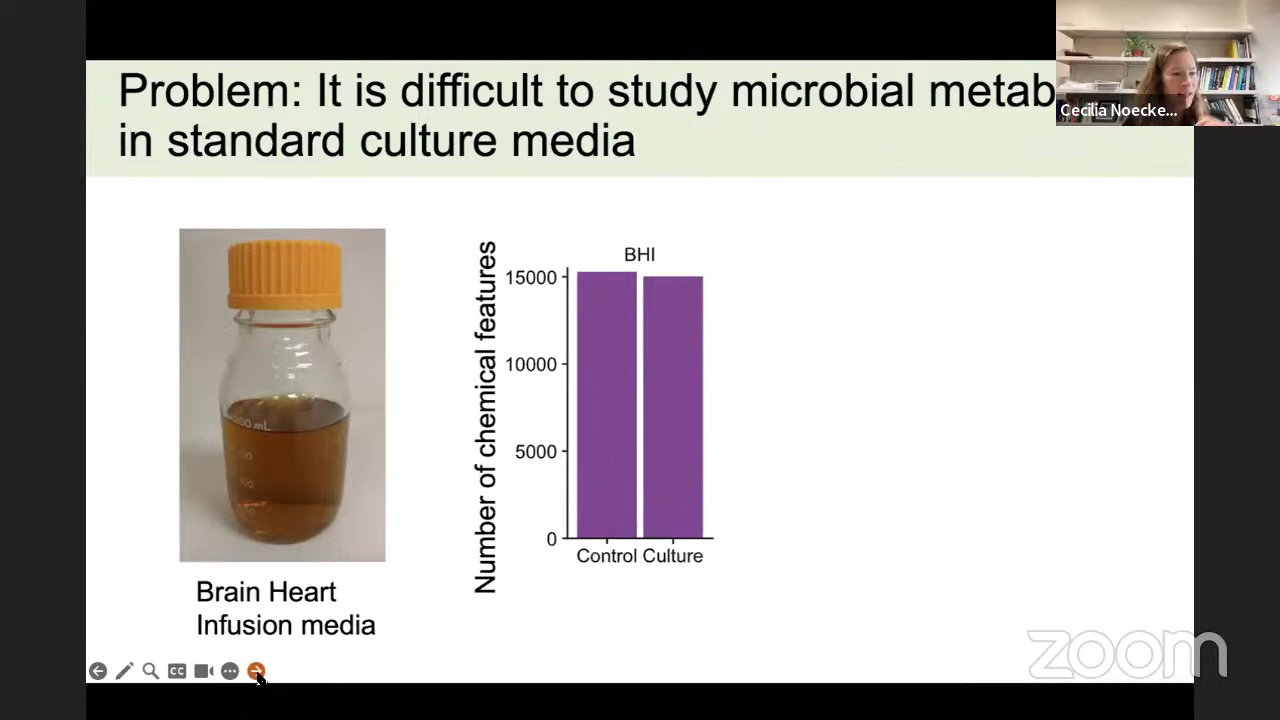 Problem: It is difficult to study microbial metab
in standard culture media
Cecilia Noecke...
BHI
Number of chemical features
15000
10000
5000
0
Control Culture
Brain Heart
Infusion media
CC
zoom